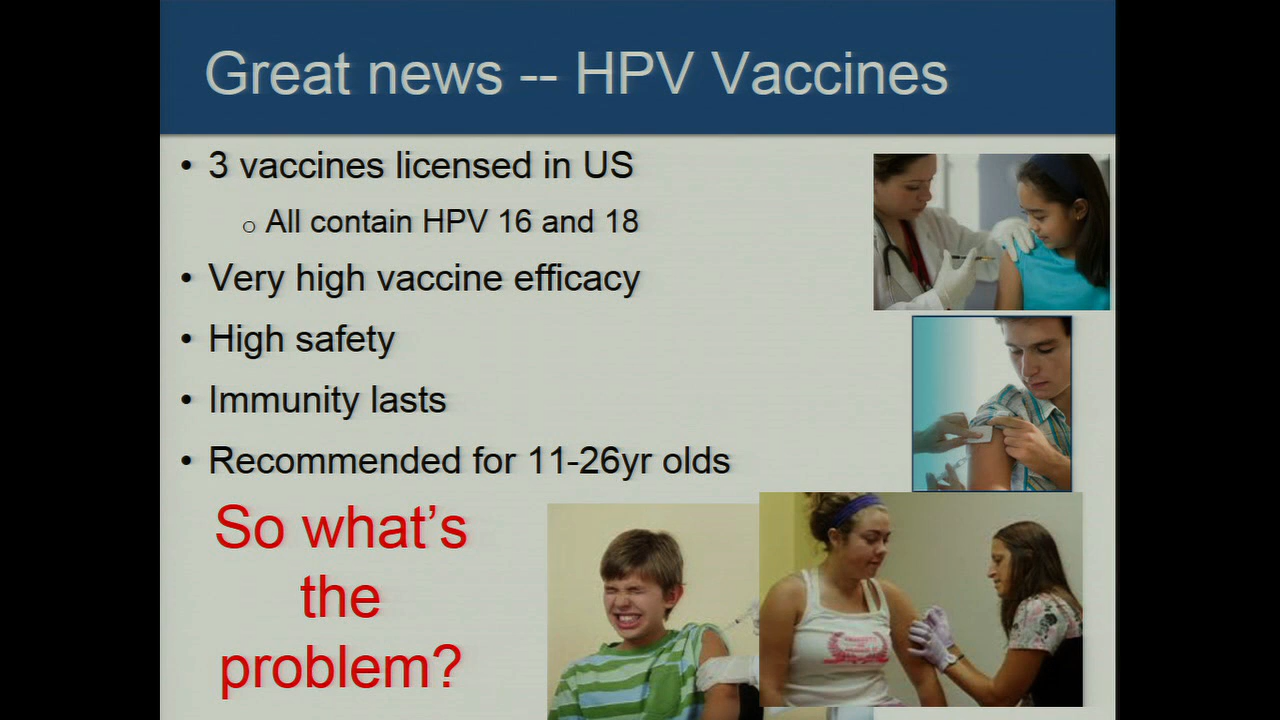 Great news -- HPV Vaccines
• 3 vaccines licensed in US
o All contain HPV 16 and 18
• Very high vaccine efficacy
• High safety
• Immunity lasts
• Recommended for 11-26yr olds
So what's
the
problem?